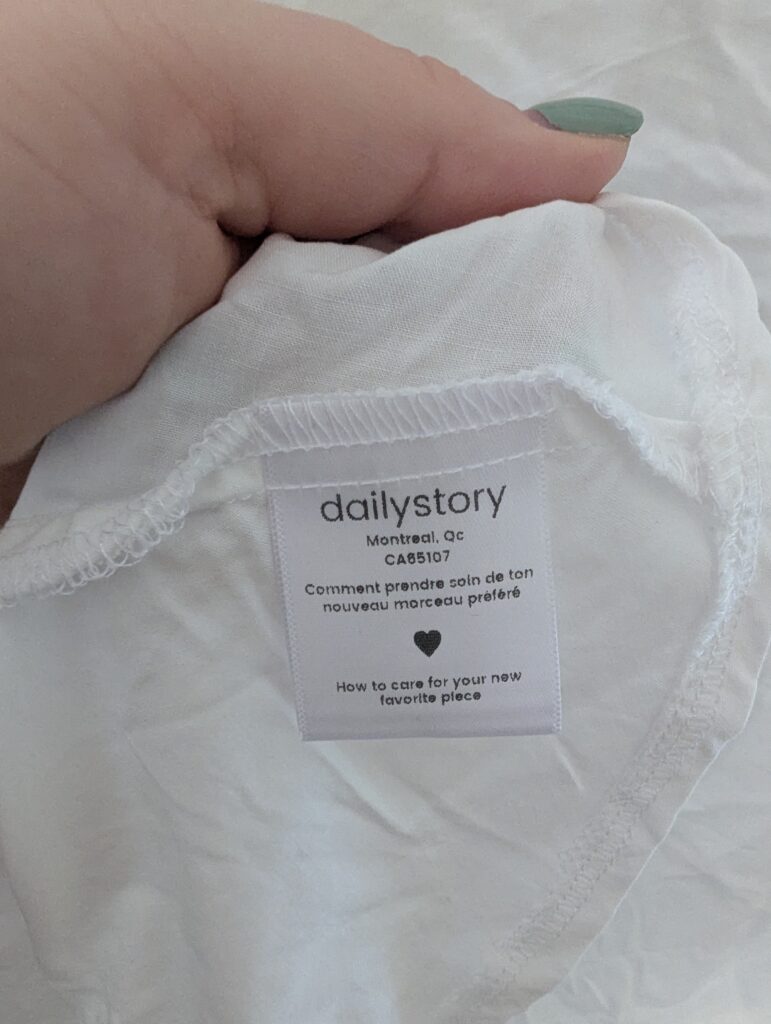 dailystory
Montreal, Qc
CA65107
Comment prendre soin de ton
nouveau morceau préféré
How to care for your new
favorite piece